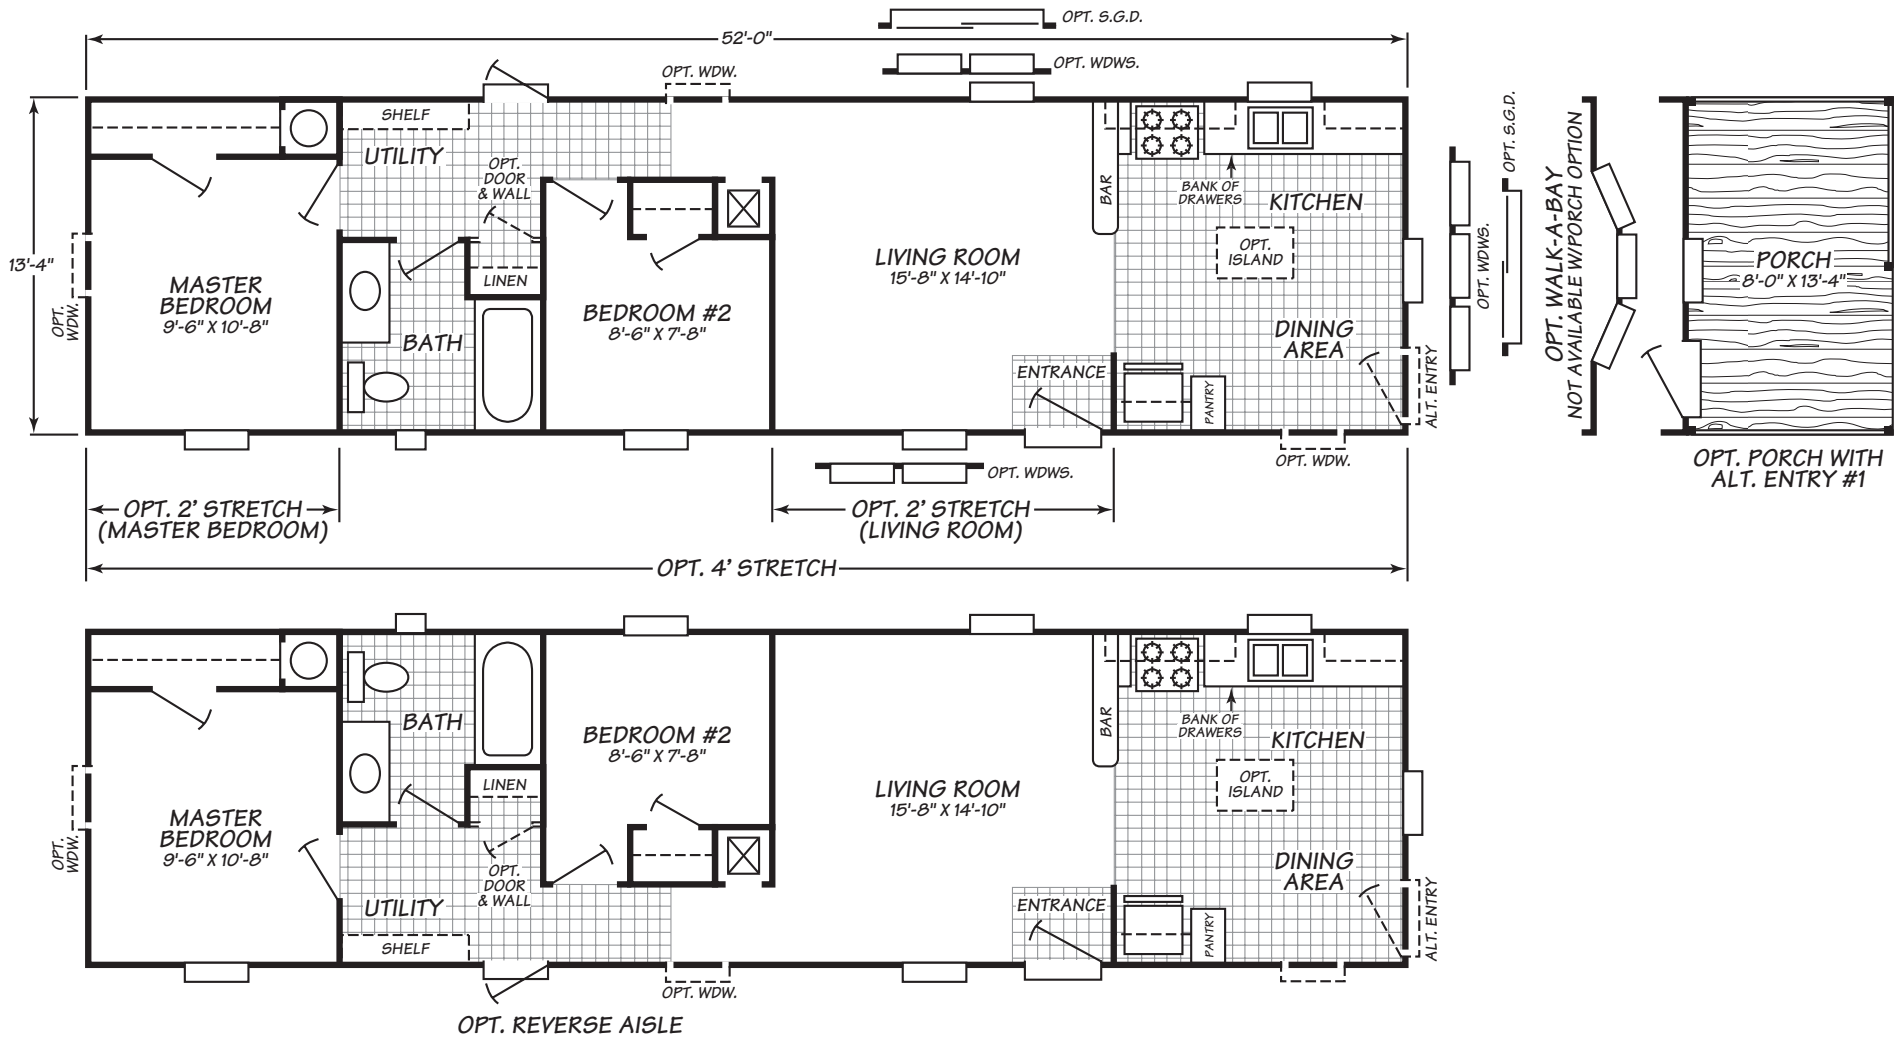 OPT. S.G.D.
52'-0"
OPT. WDWS.
OPT. WDW.
13'-4"
SHELF
UTILITY
OPT.
DOOR
& WALL
LINEN
MASTER
BEDROOM
9'-6" X 10'-8"
OPT.
WDW.
BATH
BEDROOM #2
8'-6" X 7'-8"
LIVING ROOM
15'-8" X 14'-10"
BAR
BANK OF
DRAWERS
KITCHEN
OPT.
ISLAND
DINING
AREA
ENTRANCE
PANTRY
ALT. ENTRY
OPT. WDW.
OPT. WDWS.
OPT. WDWS.
OPT. S.G.D.
OPT. WALK-A-BAY
NOT AVAILABLE W/PORCH OPTION
PORCH
8'-0" X 13'-4"
OPT. PORCH WITH
ALT. ENTRY #1
OPT. 2' STRETCH
(MASTER BEDROOM)
OPT. 2' STRETCH
(LIVING ROOM)
OPT. 4' STRETCH
BATH
LINEN
OPT.
DOOR
& WALL
UTILITY
SHELF
MASTER
BEDROOM
9'-6" X 10'-8"
OPT.
WDW.
BEDROOM #2
8'-6" X 7'-8"
LIVING ROOM
15'-8" X 14'-10"
BAR
BANK OF
DRAWERS
KITCHEN
OPT.
ISLAND
DINING
AREA
ENTRANCE
PANTRY
ALT. ENTRY
OPT. WDW.
OPT. REVERSE AISLE